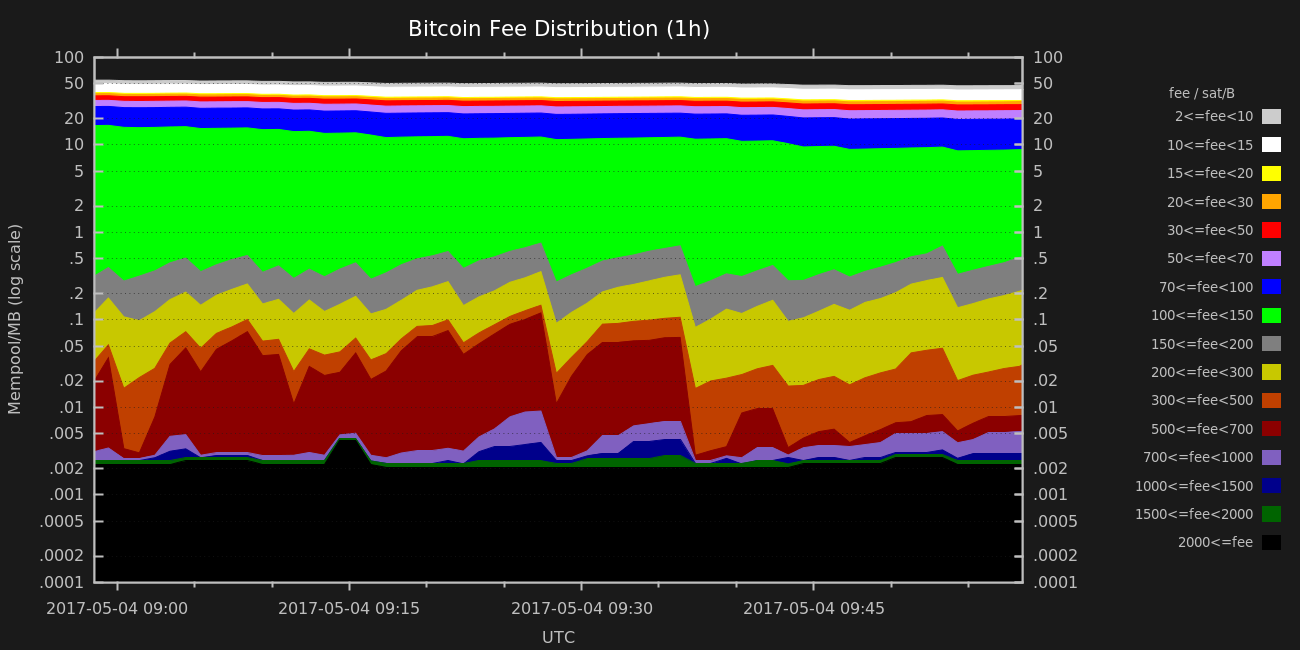 Bitcoin Fee Distribution (1h)
Mempool/MB (log scale)
100
50
20
10
5
2
1
.5
.2
.1
.05
.02
.01
.005
.002
.001
.0005
.0002
.0001
100
50
20
10
5
2
1
.5
.2
.1
.05
.02
.01
.005
.002
.001
.0005
.0002
.0001
2017-05-04 09:00 2017-05-04 09:15 2017-05-04 09:30 2017-05-04 09:45
UTC
fee / sat/B
2<=fee<10
10<=fee<15
15<=fee<20
20<=fee<30
30<=fee<50
50<=fee<70
70<=fee<100
100<=fee<150
150<=fee<200
200<=fee<300
300<=fee<500
500<=fee<700
700<=fee<1000
1000<=fee<1500
1500<=fee<2000
2000<=fee